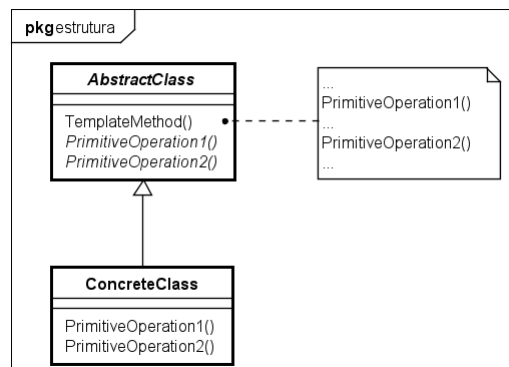 pkg estrutura
AbstractClass
TemplateMethod()
PrimitiveOperation1()
PrimitiveOperation2()
...
PrimitiveOperation1()
...
PrimitiveOperation2()
...
ConcreteClass
PrimitiveOperation1()
PrimitiveOperation2()